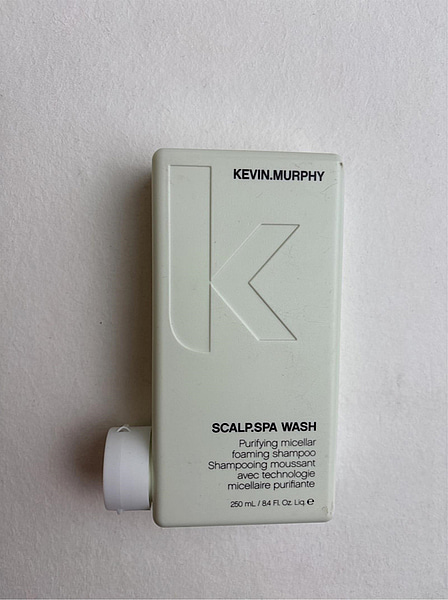 KEVIN.MURPHY
SCALP.SPA WASH
Purifying micellar
foaming shampoo
Shampooing moussant
avec technologie
micellaire purifiante
250 mL / 8.4 Fl. Oz. Liq. ℮